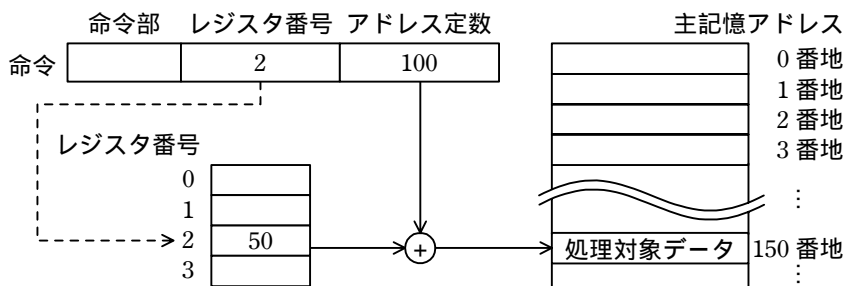 命令部 レジスタ番号 アドレス定数 主記憶アドレス
命令 2 100 0 番地
1 番地
2 番地
3 番地
レジスタ番号
0
1
2 50 + 処理対象データ 150 番地
3
⋮
⋮